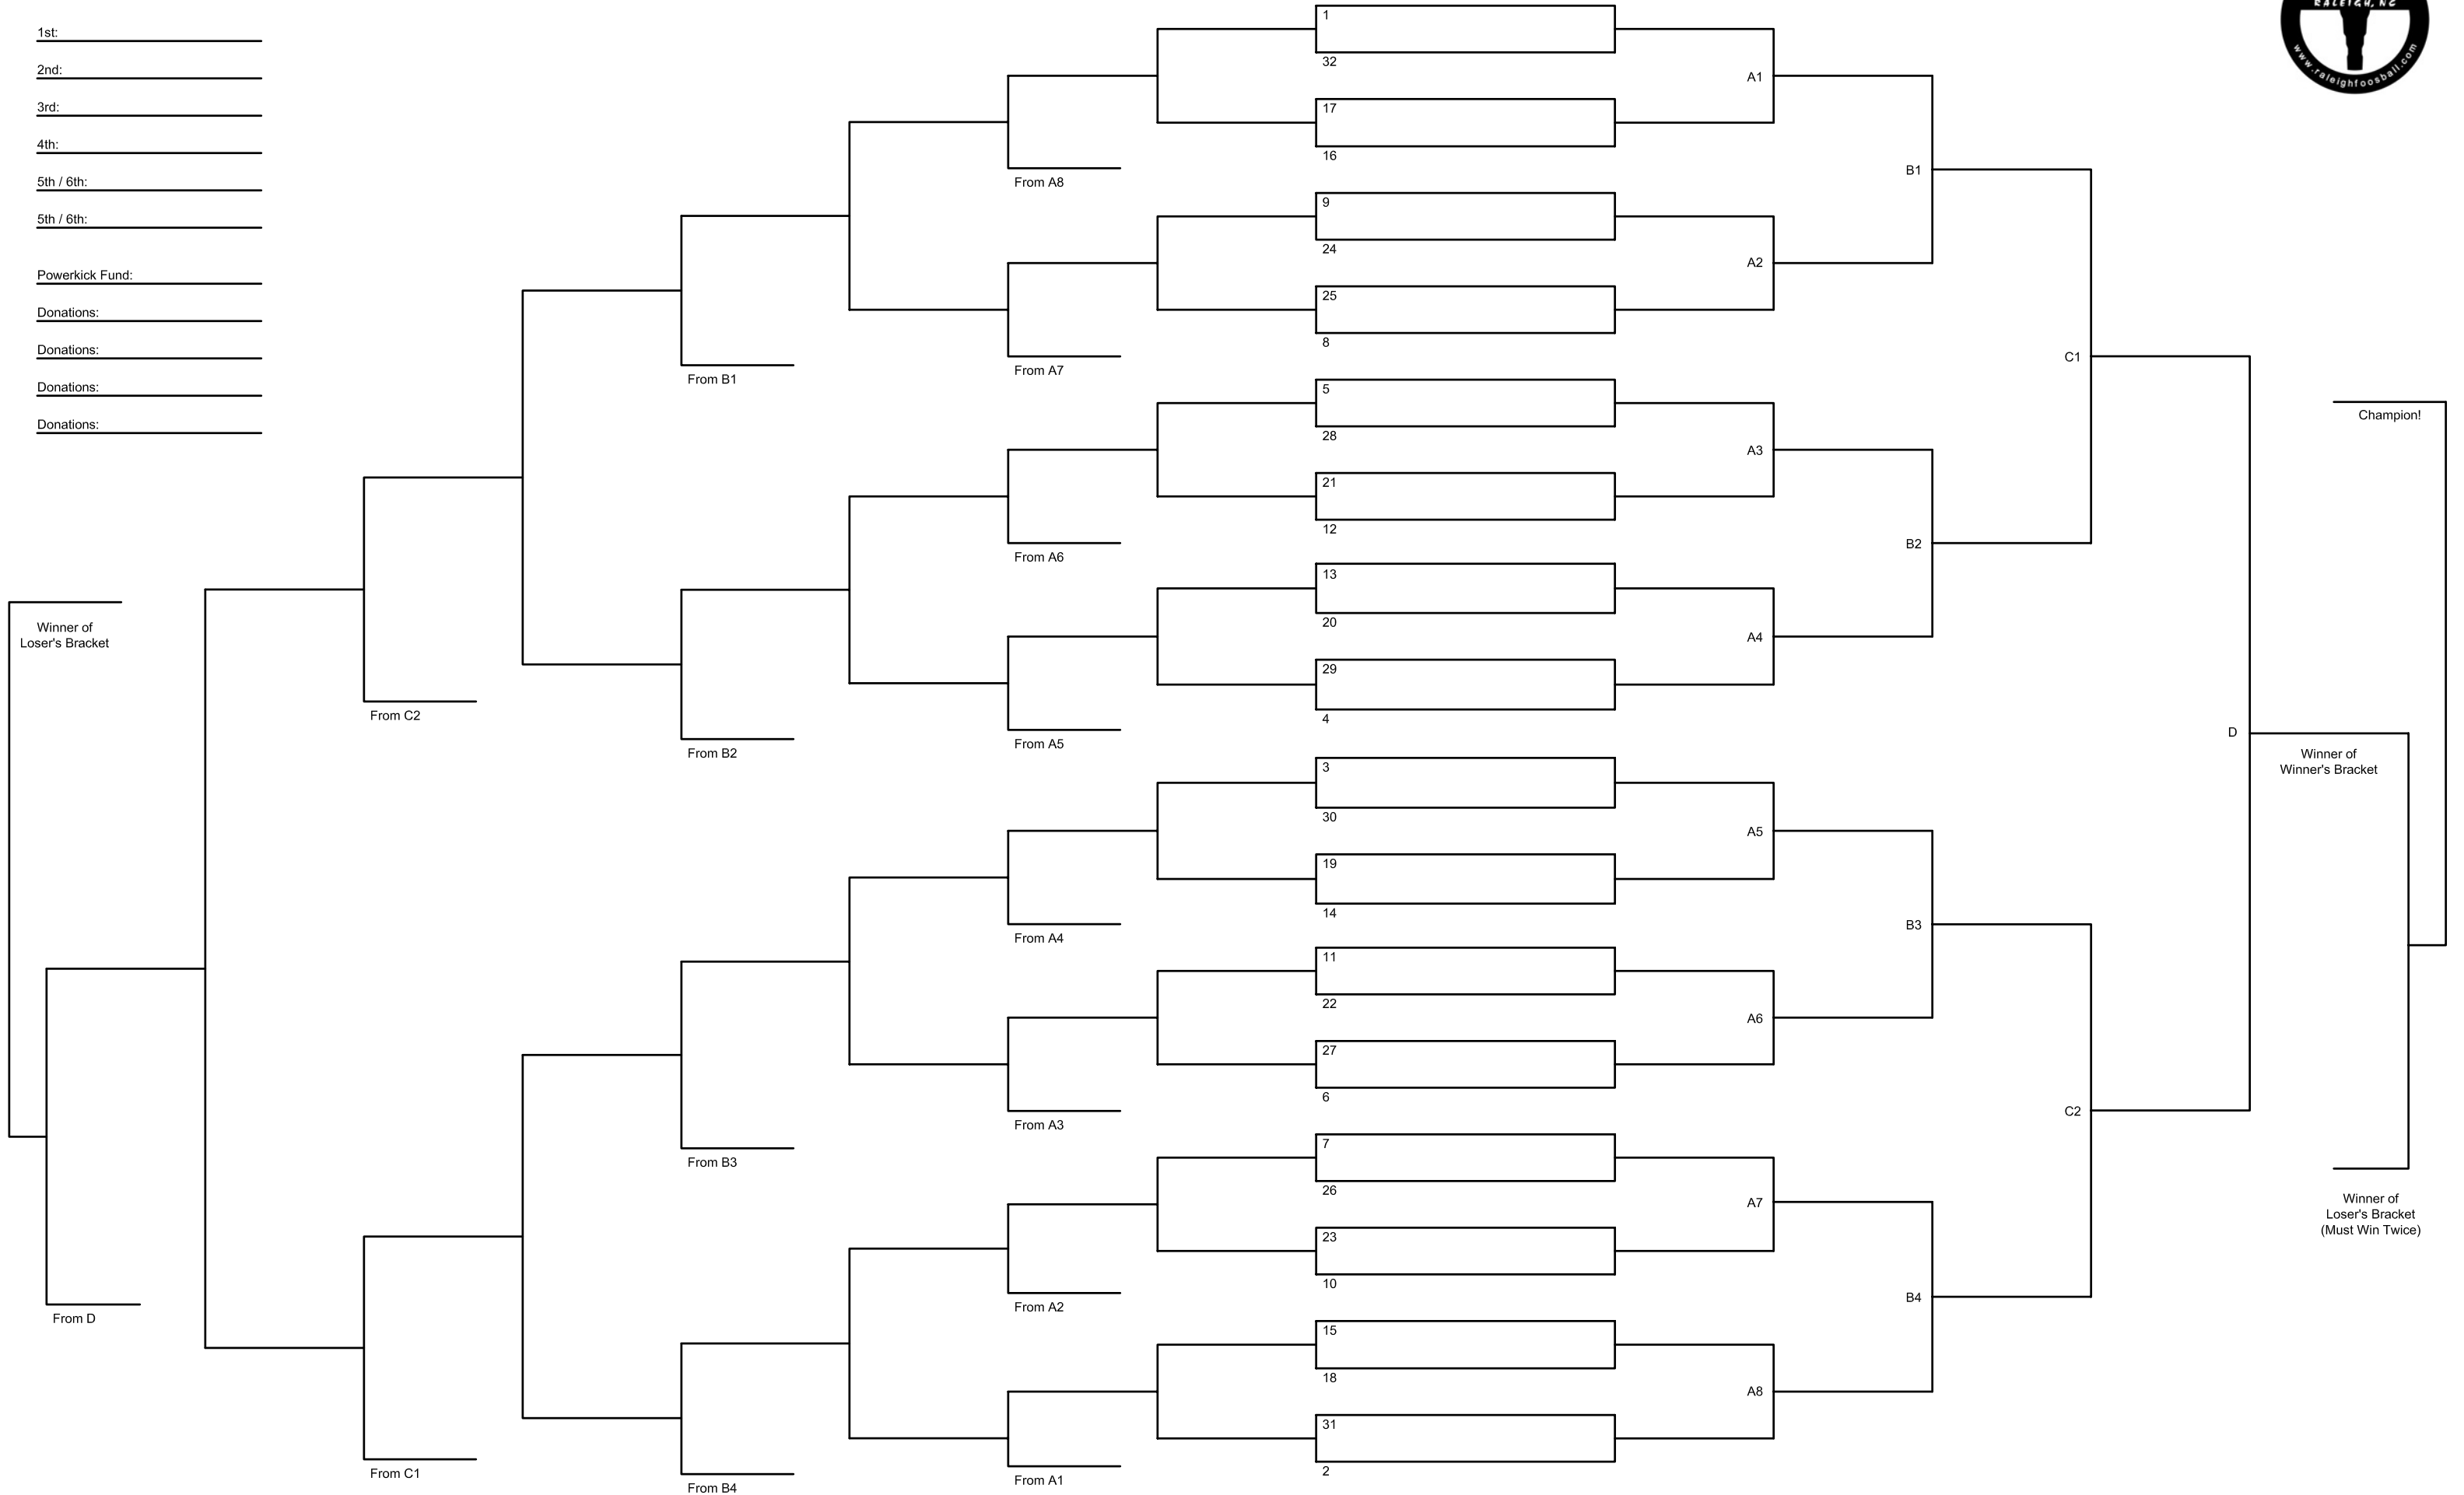 RALEIGH, NC
www.raleighfoosball.com
1st:
2nd:
3rd:
4th:
5th / 6th:
5th / 6th:
Powerkick Fund:
Donations:
Donations:
Donations:
Donations:
Winner of
Loser's Bracket
From D
From C2
From C1
From B1
From B2
From B3
From B4
From A8
From A7
From A6
From A5
From A4
From A3
From A2
From A1
1
32
17
16
9
24
25
8
5
28
21
12
13
20
29
4
3
30
19
14
11
22
27
6
7
26
23
10
15
18
31
2
A1
A2
A3
A4
A5
A6
A7
A8
B1
B2
B3
B4
C1
C2
D
Winner of
Winner's Bracket
Champion!
Winner of
Loser's Bracket
(Must Win Twice)